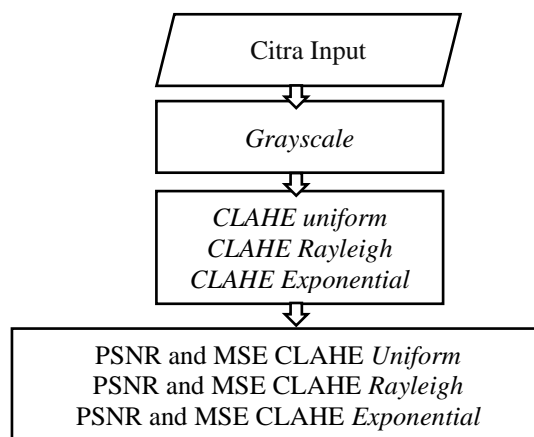 Citra Input
Grayscale
CLAHE uniform
CLAHE Rayleigh
CLAHE Exponential
PSNR and MSE CLAHE Uniform
PSNR and MSE CLAHE Rayleigh
PSNR and MSE CLAHE Exponential